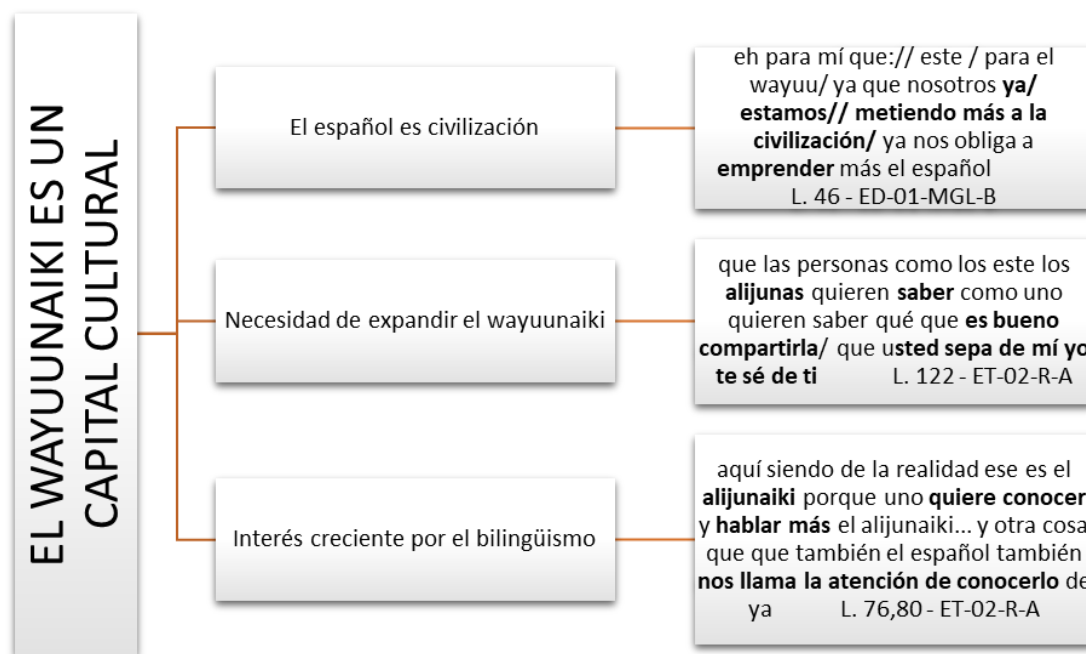 EL WAYUUNAIKI ES UN
CAPITAL CULTURAL
El español es civilización
eh para mí que:// este / para el
wayuu/ ya que nosotros ya/
estamos// metiendo más a la
civilización/ ya nos obliga a
emprender más el español
L. 46 - ED-01-MGL-B
Necesidad de expandir el wayuunaiki
que las personas como los este los
alijunas quieren saber como uno
quieren saber qué que es bueno
compartirla/ que usted sepa de mí yo
te sé de ti L. 122 - ET-02-R-A
Interés creciente por el bilingüismo
aquí siendo de la realidad ese es el
alijunaiki porque uno quiere conocer
y hablar más el alijunaiki... y otra cosa
que que también el español también
nos llama la atención de conocerlo de
ya L. 76,80 - ET-02-R-A